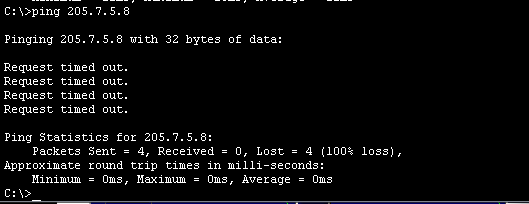 C:\>ping 205.7.5.8
Pinging 205.7.5.8 with 32 bytes of data:
Request timed out.
Request timed out.
Request timed out.
Request timed out.
Ping Statistics for 205.7.5.8:
    Packets Sent = 4, Received = 0, Lost = 4 (100% loss),
Approximate round trip times in milli-seconds:
    Minimum = 0ms, Maximum = 0ms, Average = 0ms
C:\>_